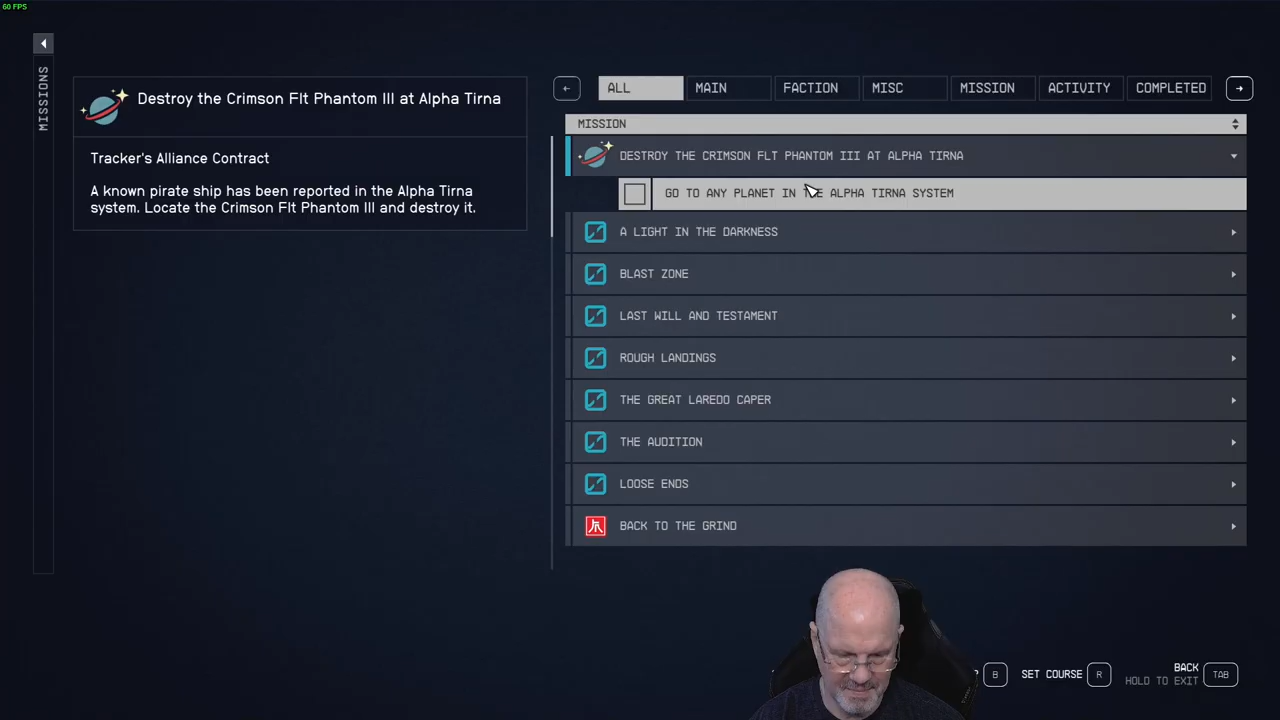 60 FPS
MISSIONS
Destroy the Crimson Flt Phantom III at Alpha Tirna
Tracker's Alliance Contract
A known pirate ship has been reported in the Alpha Tirna
system. Locate the Crimson Flt Phantom III and destroy it.
ALL
MAIN
FACTION
MISC
MISSION
ACTIVITY
COMPLETED
MISSION
DESTROY THE CRIMSON FLT PHANTOM III AT ALPHA TIRNA
GO TO ANY PLANET IN THE ALPHA TIRNA SYSTEM
A LIGHT IN THE DARKNESS
BLAST ZONE
LAST WILL AND TESTAMENT
ROUGH LANDINGS
THE GREAT LAREDO CAPER
THE AUDITION
LOOSE ENDS
BACK TO THE GRIND
B
SET COURSE R
BACK
HOLD TO EXIT
TAB